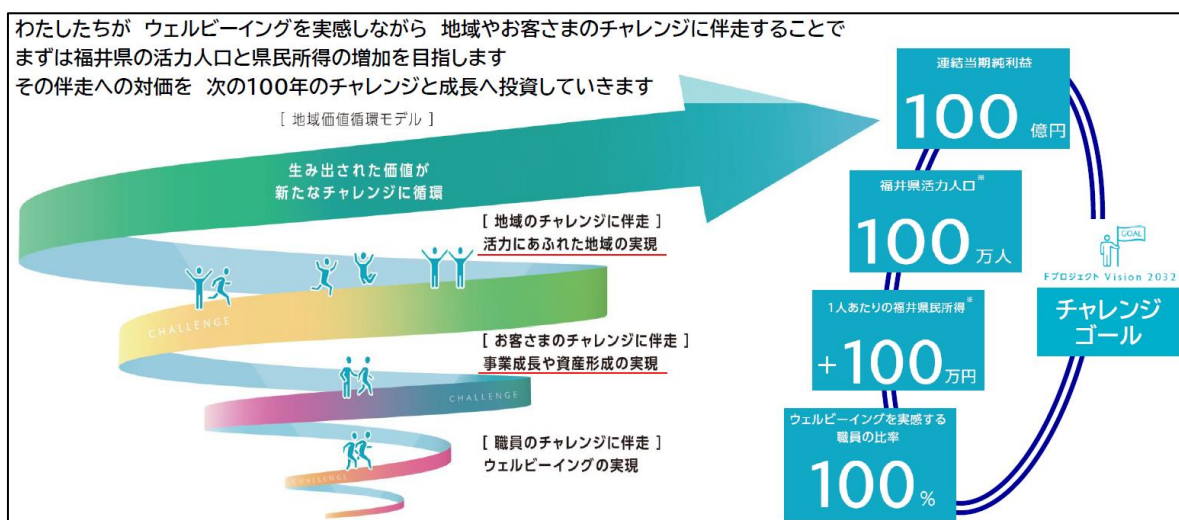 わたしたちが ウェルビーイングを実感しながら 地域やお客さまのチャレンジに伴走することで
まずは福井県の活力人口と県民所得の増加を目指します
その伴走への対価を 次の100年のチャレンジと成長へ投資していきます
[ 地域価値循環モデル ]
生み出された価値が
新たなチャレンジに循環
[ 地域のチャレンジに伴走 ]
活力にあふれた地域の実現
CHALLENGE
[ お客さまのチャレンジに伴走 ]
事業成長や資産形成の実現
CHALLENGE
[ 職員のチャレンジに伴走 ]
ウェルビーイングの実現
CHALLENGE
連結当期純利益
100億円
福井県活力人口※
100万人
1人あたりの福井県民所得※
+100万円
ウェルビーイングを実感する
職員の比率
100%
GOAL
Fプロジェクト Vision 2032
チャレンジ
ゴール